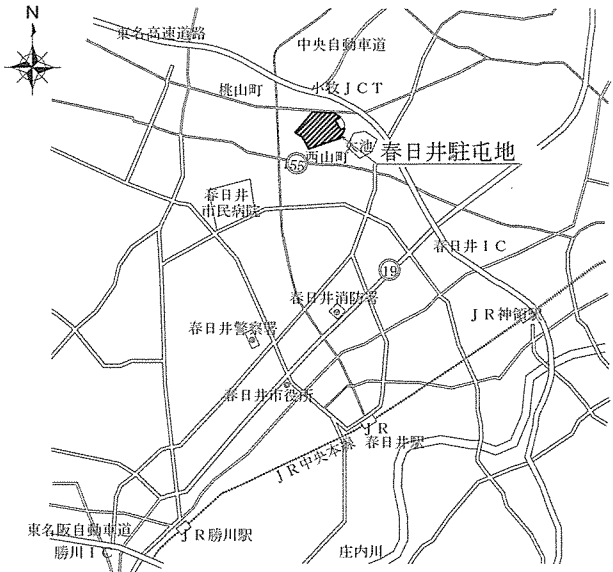 N
東名高速道路
中央自動車道
桃山町
小牧JCT
大池
春日井駐屯地
西山町
55
春日井
市民病院
春日井IC
19
春日井消防署
JR神領駅
春日井警察署
春日井市役所
JR
春日井駅
JR中央本線
東名阪自動車道
JR勝川駅
勝川IC
庄内川